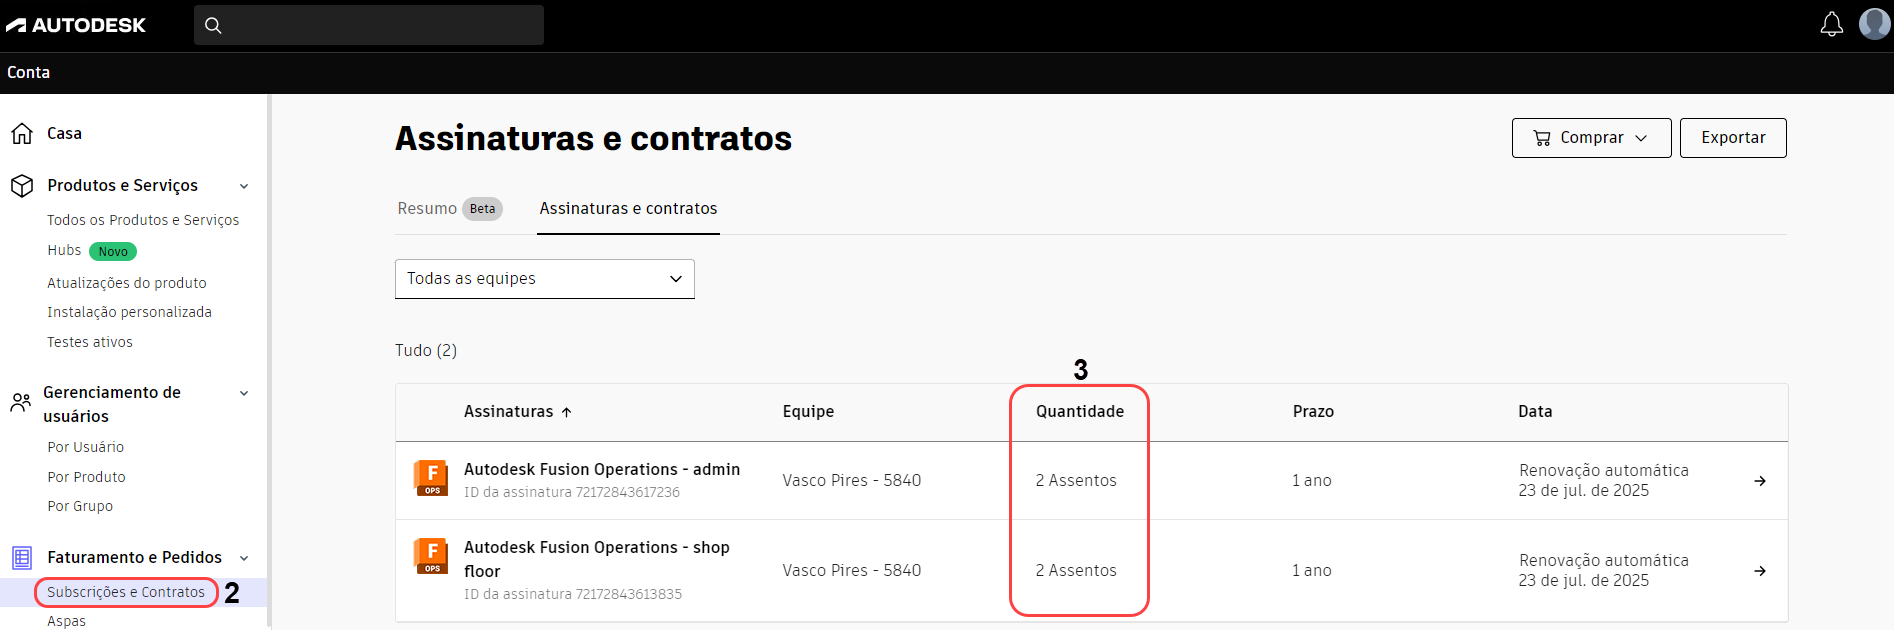 AUTODESK
Conta
Casa
Produtos e Serviços
Todos os Produtos e Serviços
Hubs Novo
Atualizações do produto
Instalação personalizada
Testes ativos
Gerenciamento de
usuários
Por Usuário
Por Produto
Por Grupo
Faturamento e Pedidos
Subscrições e Contratos 2
Aspas
Assinaturas e contratos
Comprar
Exportar
Resumo Beta
Assinaturas e contratos
Todas as equipes
Tudo (2)
3
Assinaturas Equipe Quantidade Prazo Data
F
OPS
Autodesk Fusion Operations - admin
ID da assinatura 72172843617236
Vasco Pires - 5840
2 Assentos
1 ano
Renovação automática
23 de jul. de 2025
F
OPS
Autodesk Fusion Operations - shop
floor
ID da assinatura 72172843613835
Vasco Pires - 5840
2 Assentos
1 ano
Renovação automática
23 de jul. de 2025